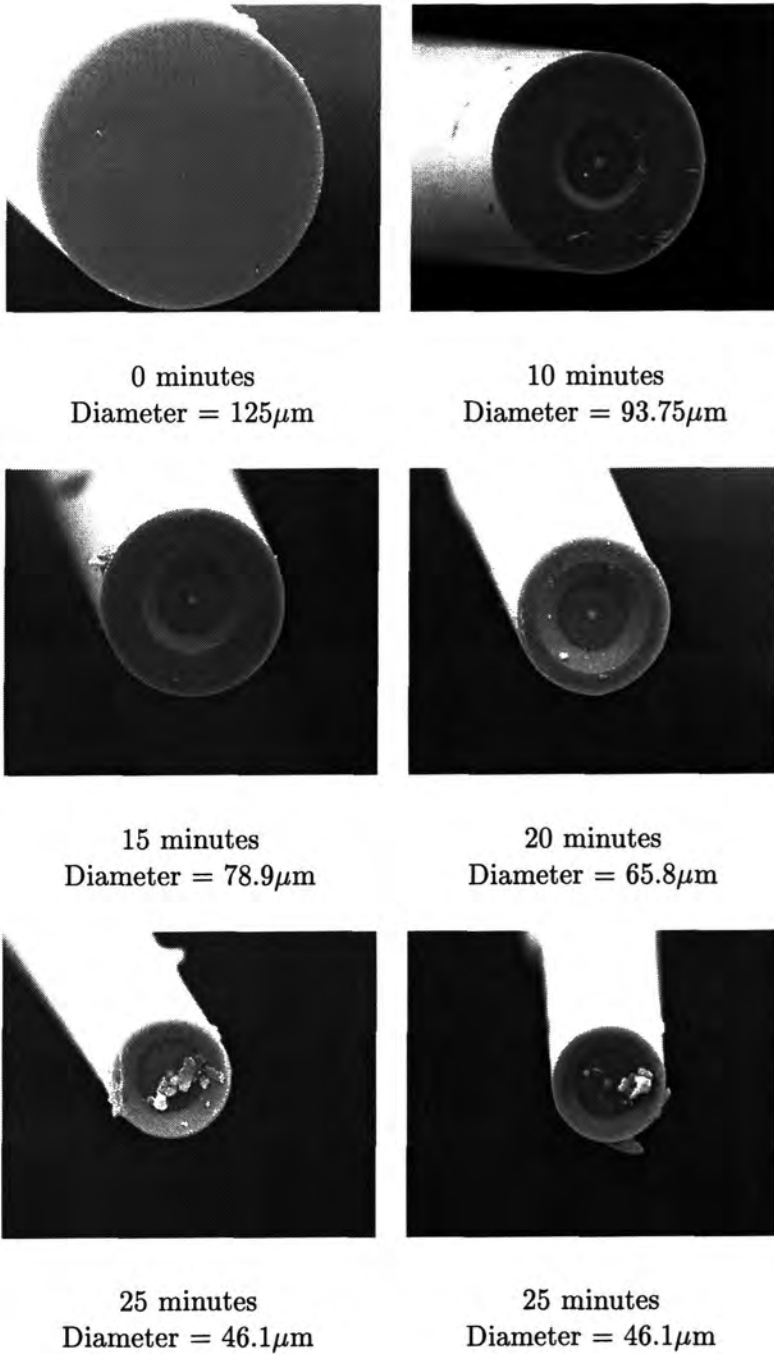 0 minutes
Diameter = 125μm
10 minutes
Diameter = 93.75μm
15 minutes
Diameter = 78.9μm
20 minutes
Diameter = 65.8μm
25 minutes
Diameter = 46.1μm
25 minutes
Diameter = 46.1μm